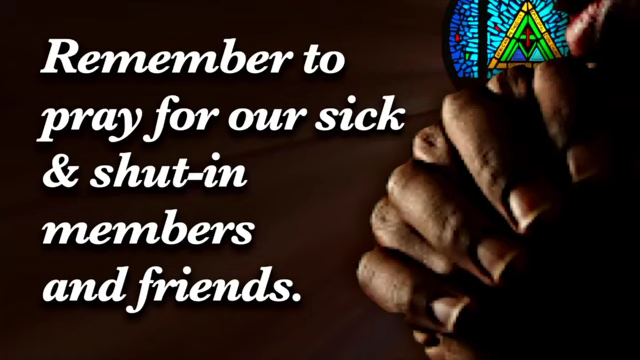 Remember to
pray for our sick
& shut-in
members
and friends.